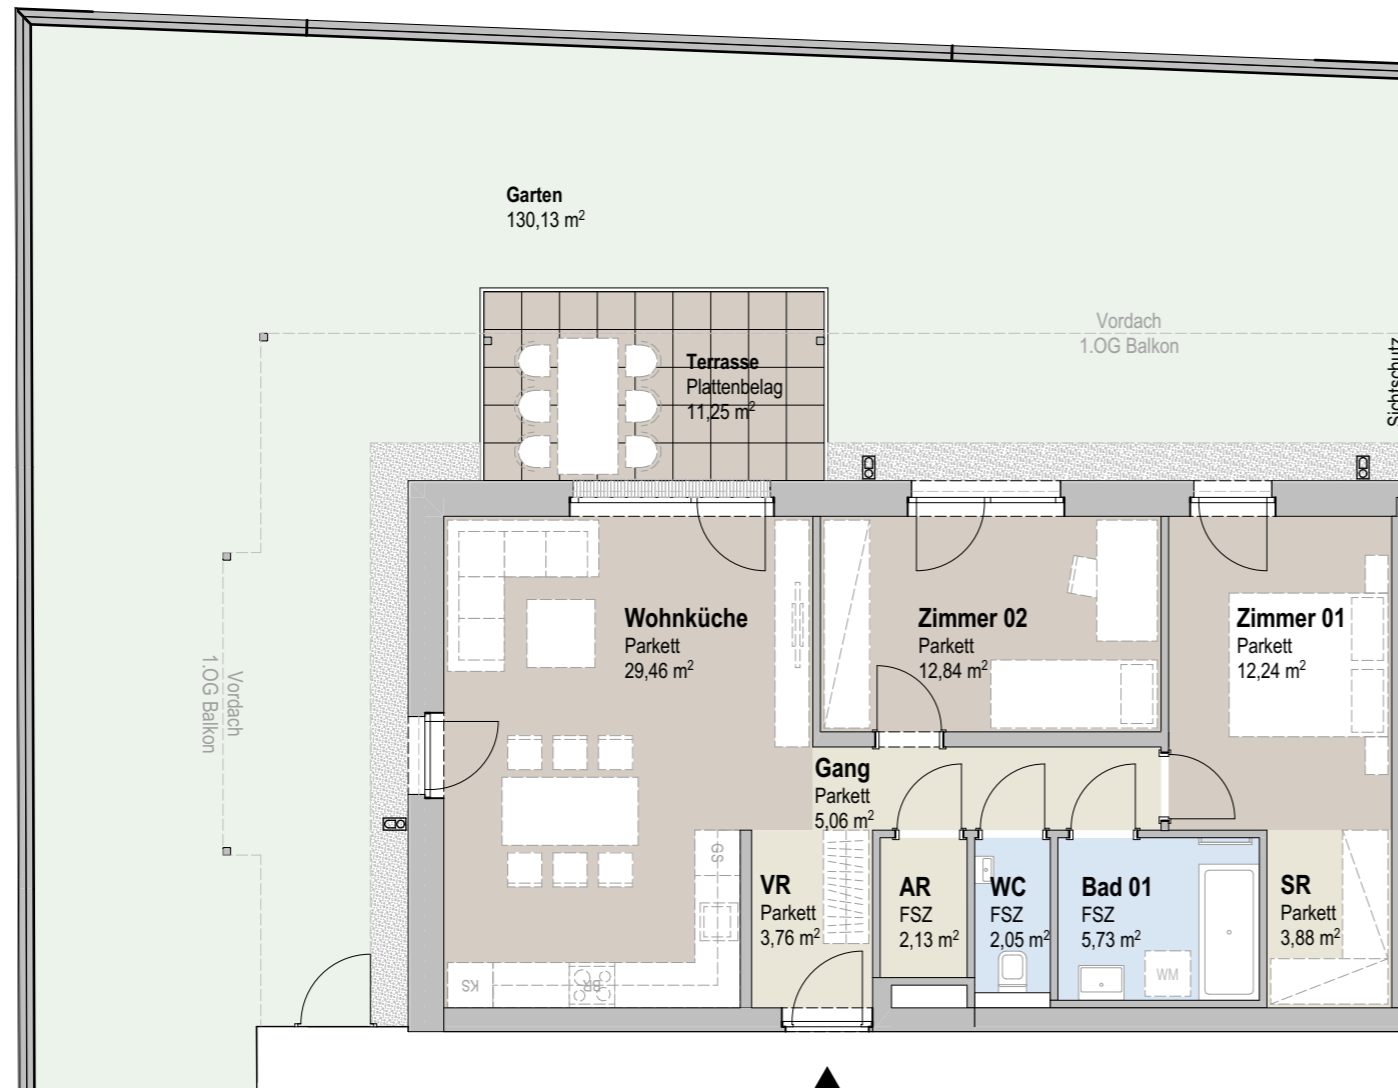 Garten
130,13 m²
Vordach
1.OG Balkon
Sichtschutz
Terrasse
Plattenbelag
11,25 m²
Wohnküche
Parkett
29,46 m²
Zimmer 02
Parkett
12,84 m²
Zimmer 01
Parkett
12,24 m²
Vordach
1.OG Balkon
Gang
Parkett
5,06 m²
GS
VR
Parkett
3,76 m²
AR
FSZ
2,13 m²
WC
FSZ
2,05 m²
Bad 01
FSZ
5,73 m²
SR
Parkett
3,88 m²
KS
BR
WM